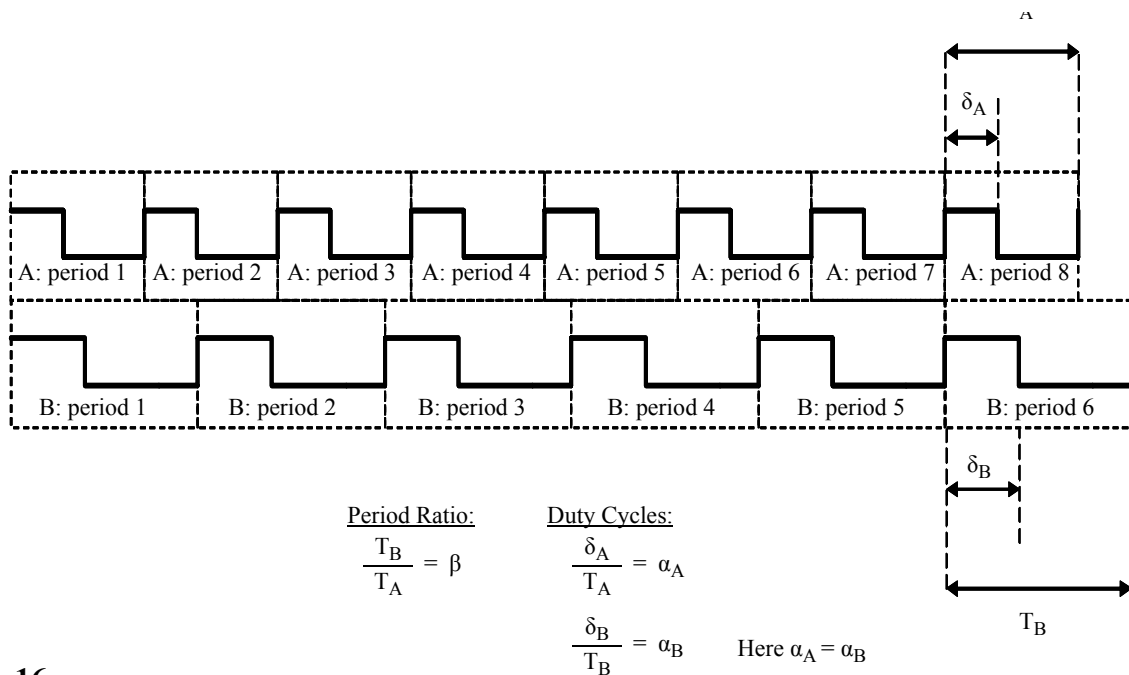 A
δA
A: period 1 A: period 2 A: period 3 A: period 4 A: period 5 A: period 6 A: period 7 A: period 8
B: period 1 B: period 2 B: period 3 B: period 4 B: period 5 B: period 6
δB
Period Ratio: Duty Cycles:
TB / TA = β
δA / TA = αA
TB
δB / TB = αB Here αA = αB